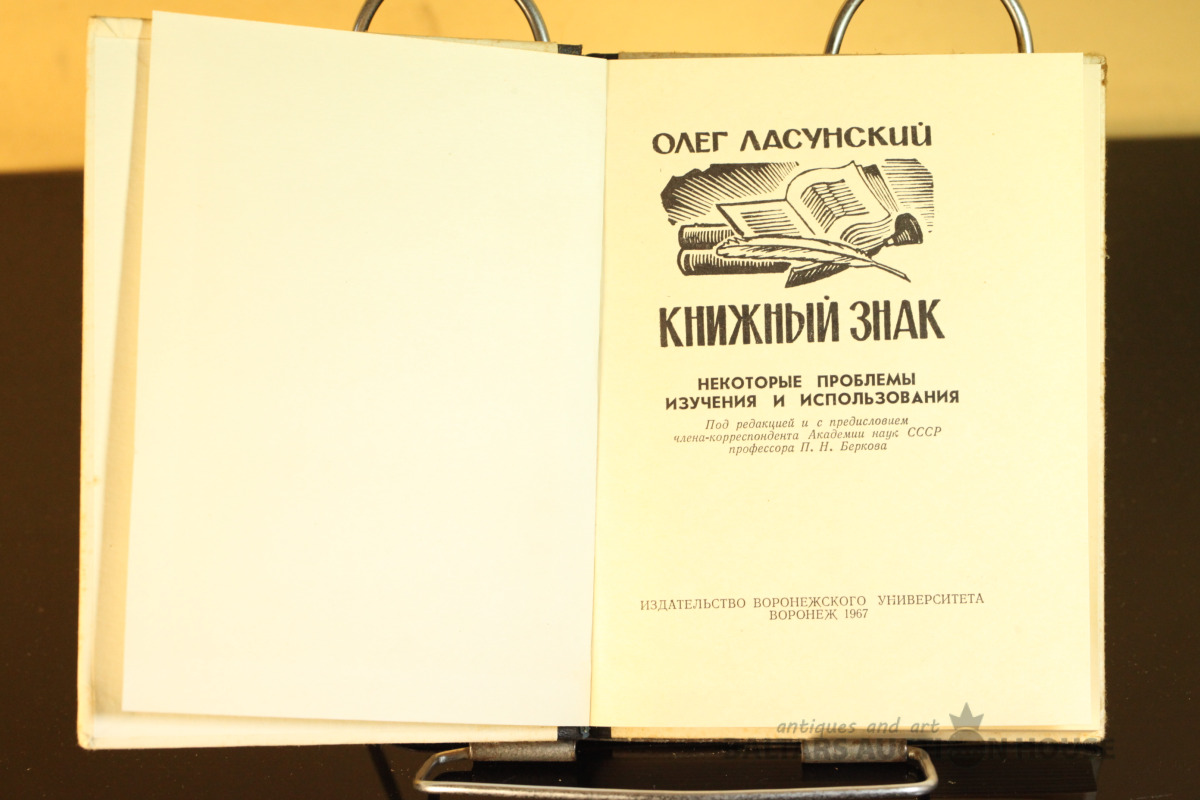 ОЛЕГ ЛАСУНСКИЙ
КНИЖНЫЙ ЗНАК
НЕКОТОРЫЕ ПРОБЛЕМЫ
ИЗУЧЕНИЯ И ИСПОЛЬЗОВАНИЯ
Под редакцией и с предисловием
члена-корреспондента Академии наук СССР
профессора П. Н. Беркова
ИЗДАТЕЛЬСТВО ВОРОНЕЖСКОГО УНИВЕРСИТЕТА
ВОРОНЕЖ 1967
antiques and art
HOUSE